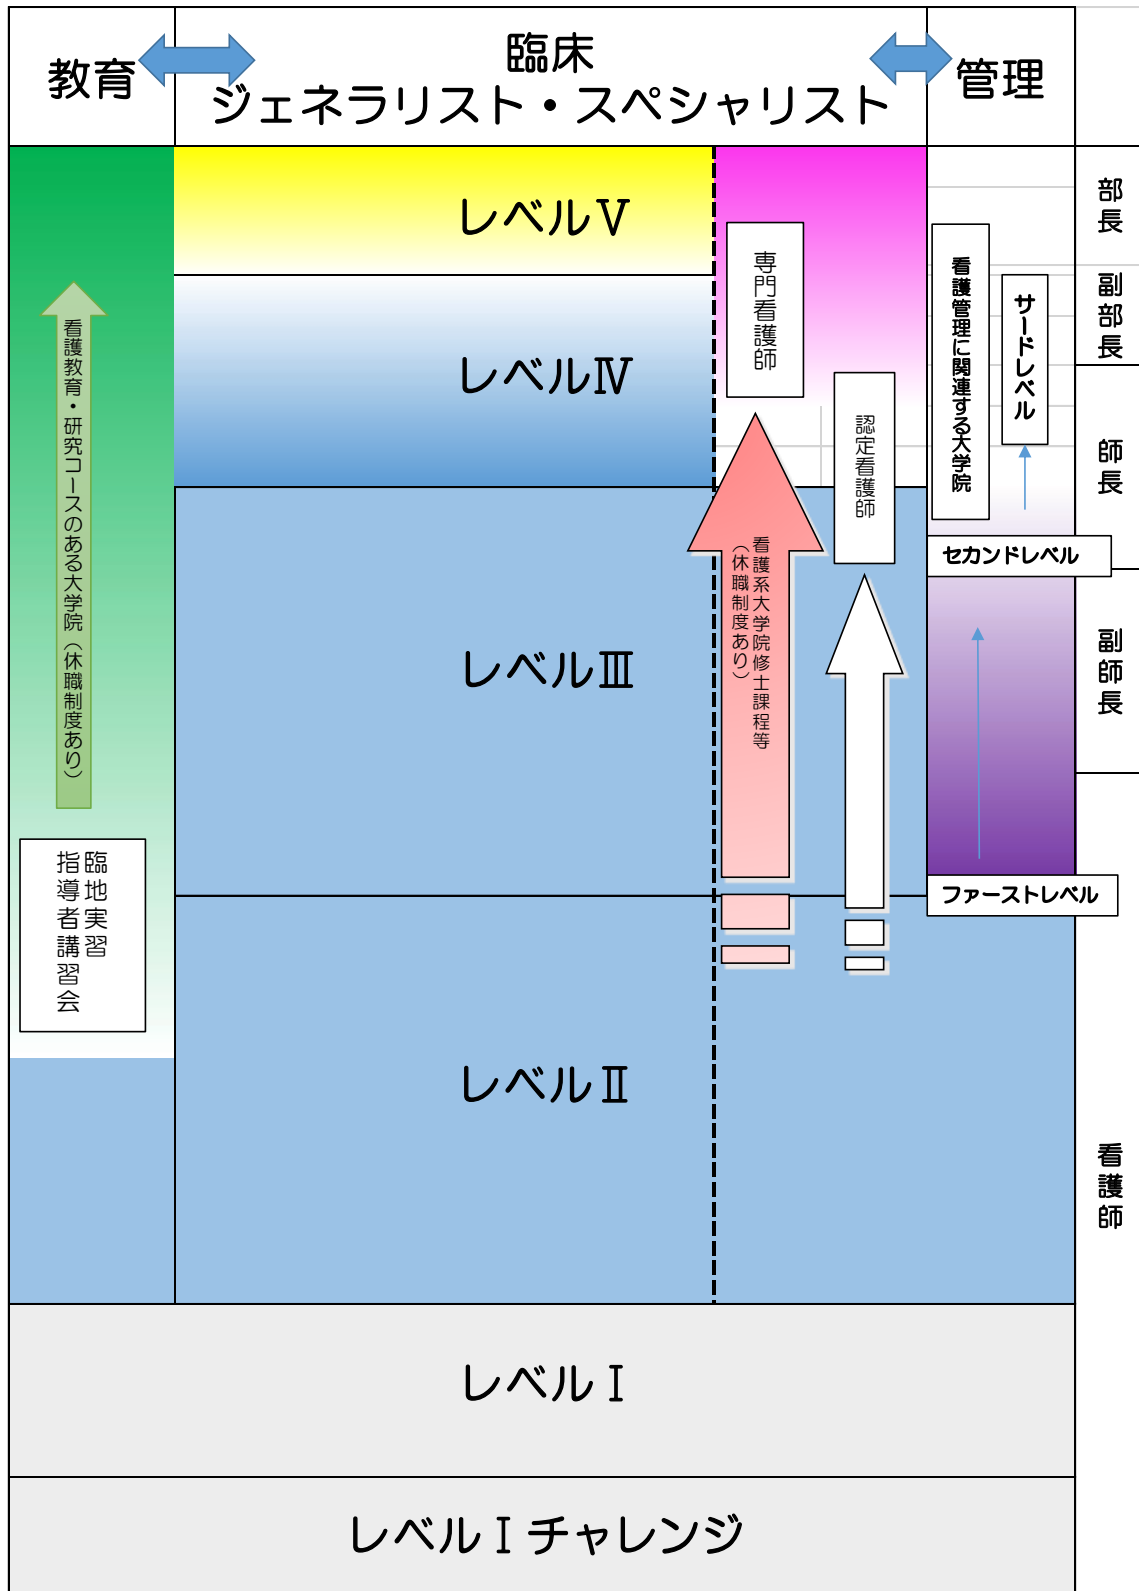 教育
臨床
ジェネラリスト・スペシャリスト
管理
レベルⅤ
レベルⅣ
レベルⅢ
レベルⅡ
レベルⅠ
レベルⅠチャレンジ
看護教育・研究コースのある大学院（休職制度あり）
臨地実習
指導者講習会
専門看護師
認定看護師
看護系大学院修士課程等
（休職制度あり）
看護管理に関連する大学院
サードレベル
セカンドレベル
ファーストレベル
部長
副部長
師長
副師長
看護師